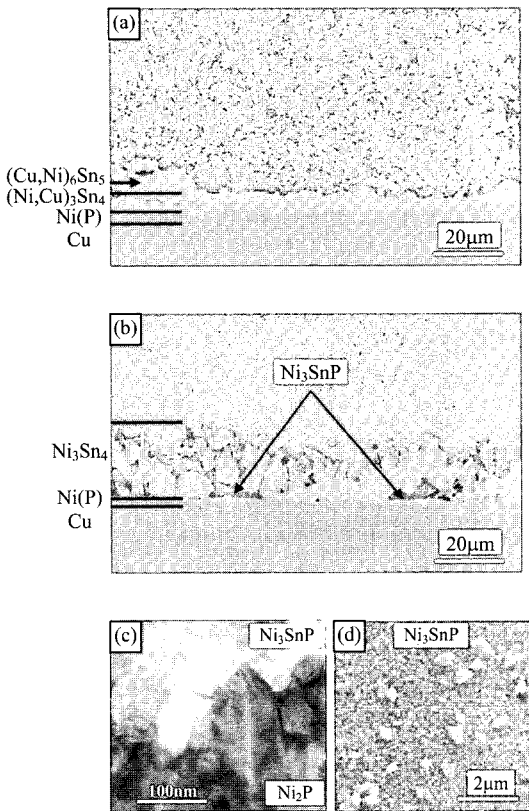 (a)
(Cu,Ni)₆Sn₅
(Ni,Cu)₃Sn₄
Ni(P)
Cu
20μm
(b)
Ni₃SnP
Ni₃Sn₄
Ni(P)
Cu
20μm
(c)
Ni₃SnP
100nm
Ni₂P
(d)
Ni₃SnP
2μm